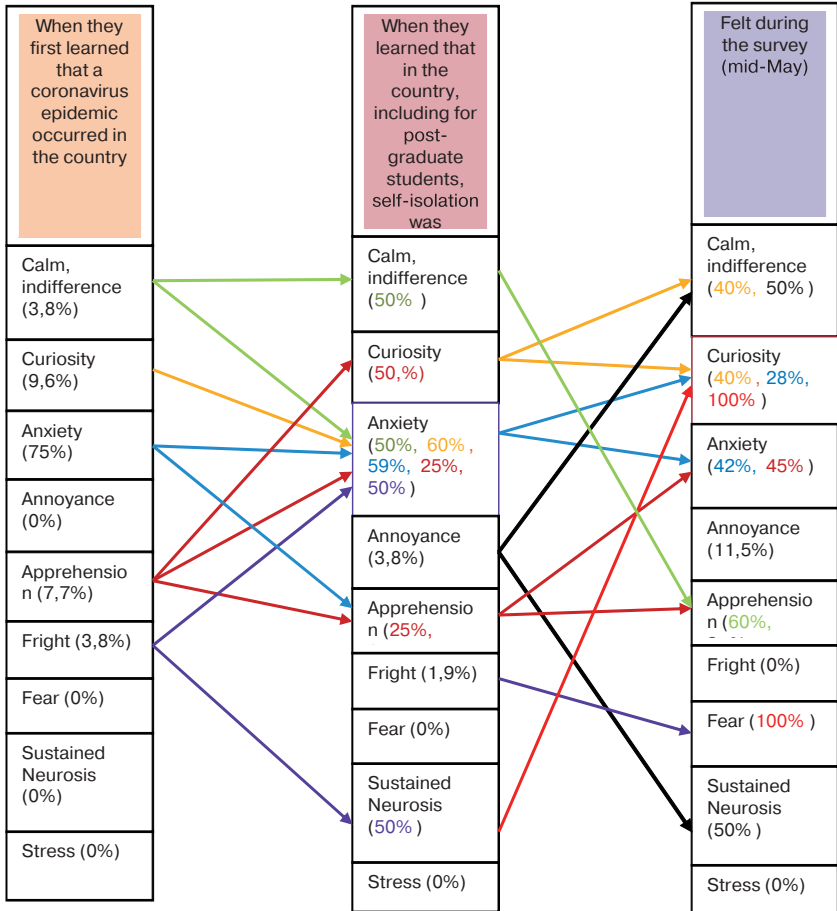 When they
first learned
that a
coronavirus
epidemic
occurred in
the country
Calm,
indifference
(3,8%)
Curiosity
(9,6%)
Anxiety
(75%)
Annoyance
(0%)
Apprehensio
n (7,7%)
Fright (3,8%)
Fear (0%)
Sustained
Neurosis
(0%)
Stress (0%)
When they
learned that
in the
country,
including for
post-
graduate
students,
self-isolation
was
Calm,
indifference
(50% )
Curiosity
(50,%)
Anxiety
(50%, 60% ,
59%, 25%,
50% )
Annoyance
(3,8%)
Apprehension
n (25%,
Fright (1,9%)
Fear (0%)
Sustained
Neurosis
(50% )
Stress (0%)
Felt during
the survey
(mid-May)
Calm,
indifference
(40%, 50%)
Curiosity
(40% , 28%,
100% )
Anxiety
(42%, 45%)
Annoyance
(11,5%)
Apprehensio
n (60%,
Fright (0%)
Fear (100% )
Sustained
Neurosis
(50% )
Stress (0%)